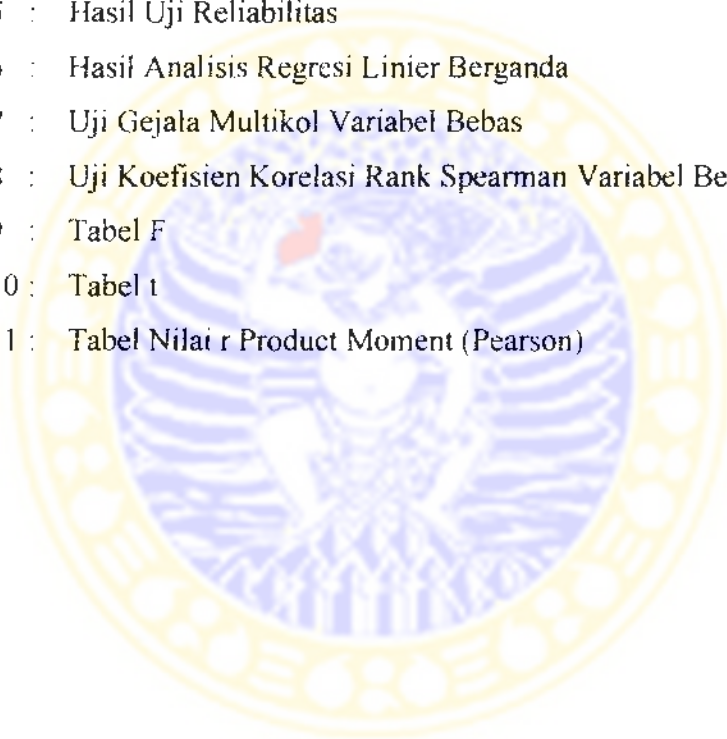 : Hasil Uji Reliabilitas
: Hasil Analisis Regresi Linier Berganda
: Uji Gejala Multikol Variabel Bebas
: Uji Koefisien Korelasi Rank Spearman Variabel Be
: Tabel F
0 : Tabel t
1 : Tabel Nilai r Product Moment (Pearson)